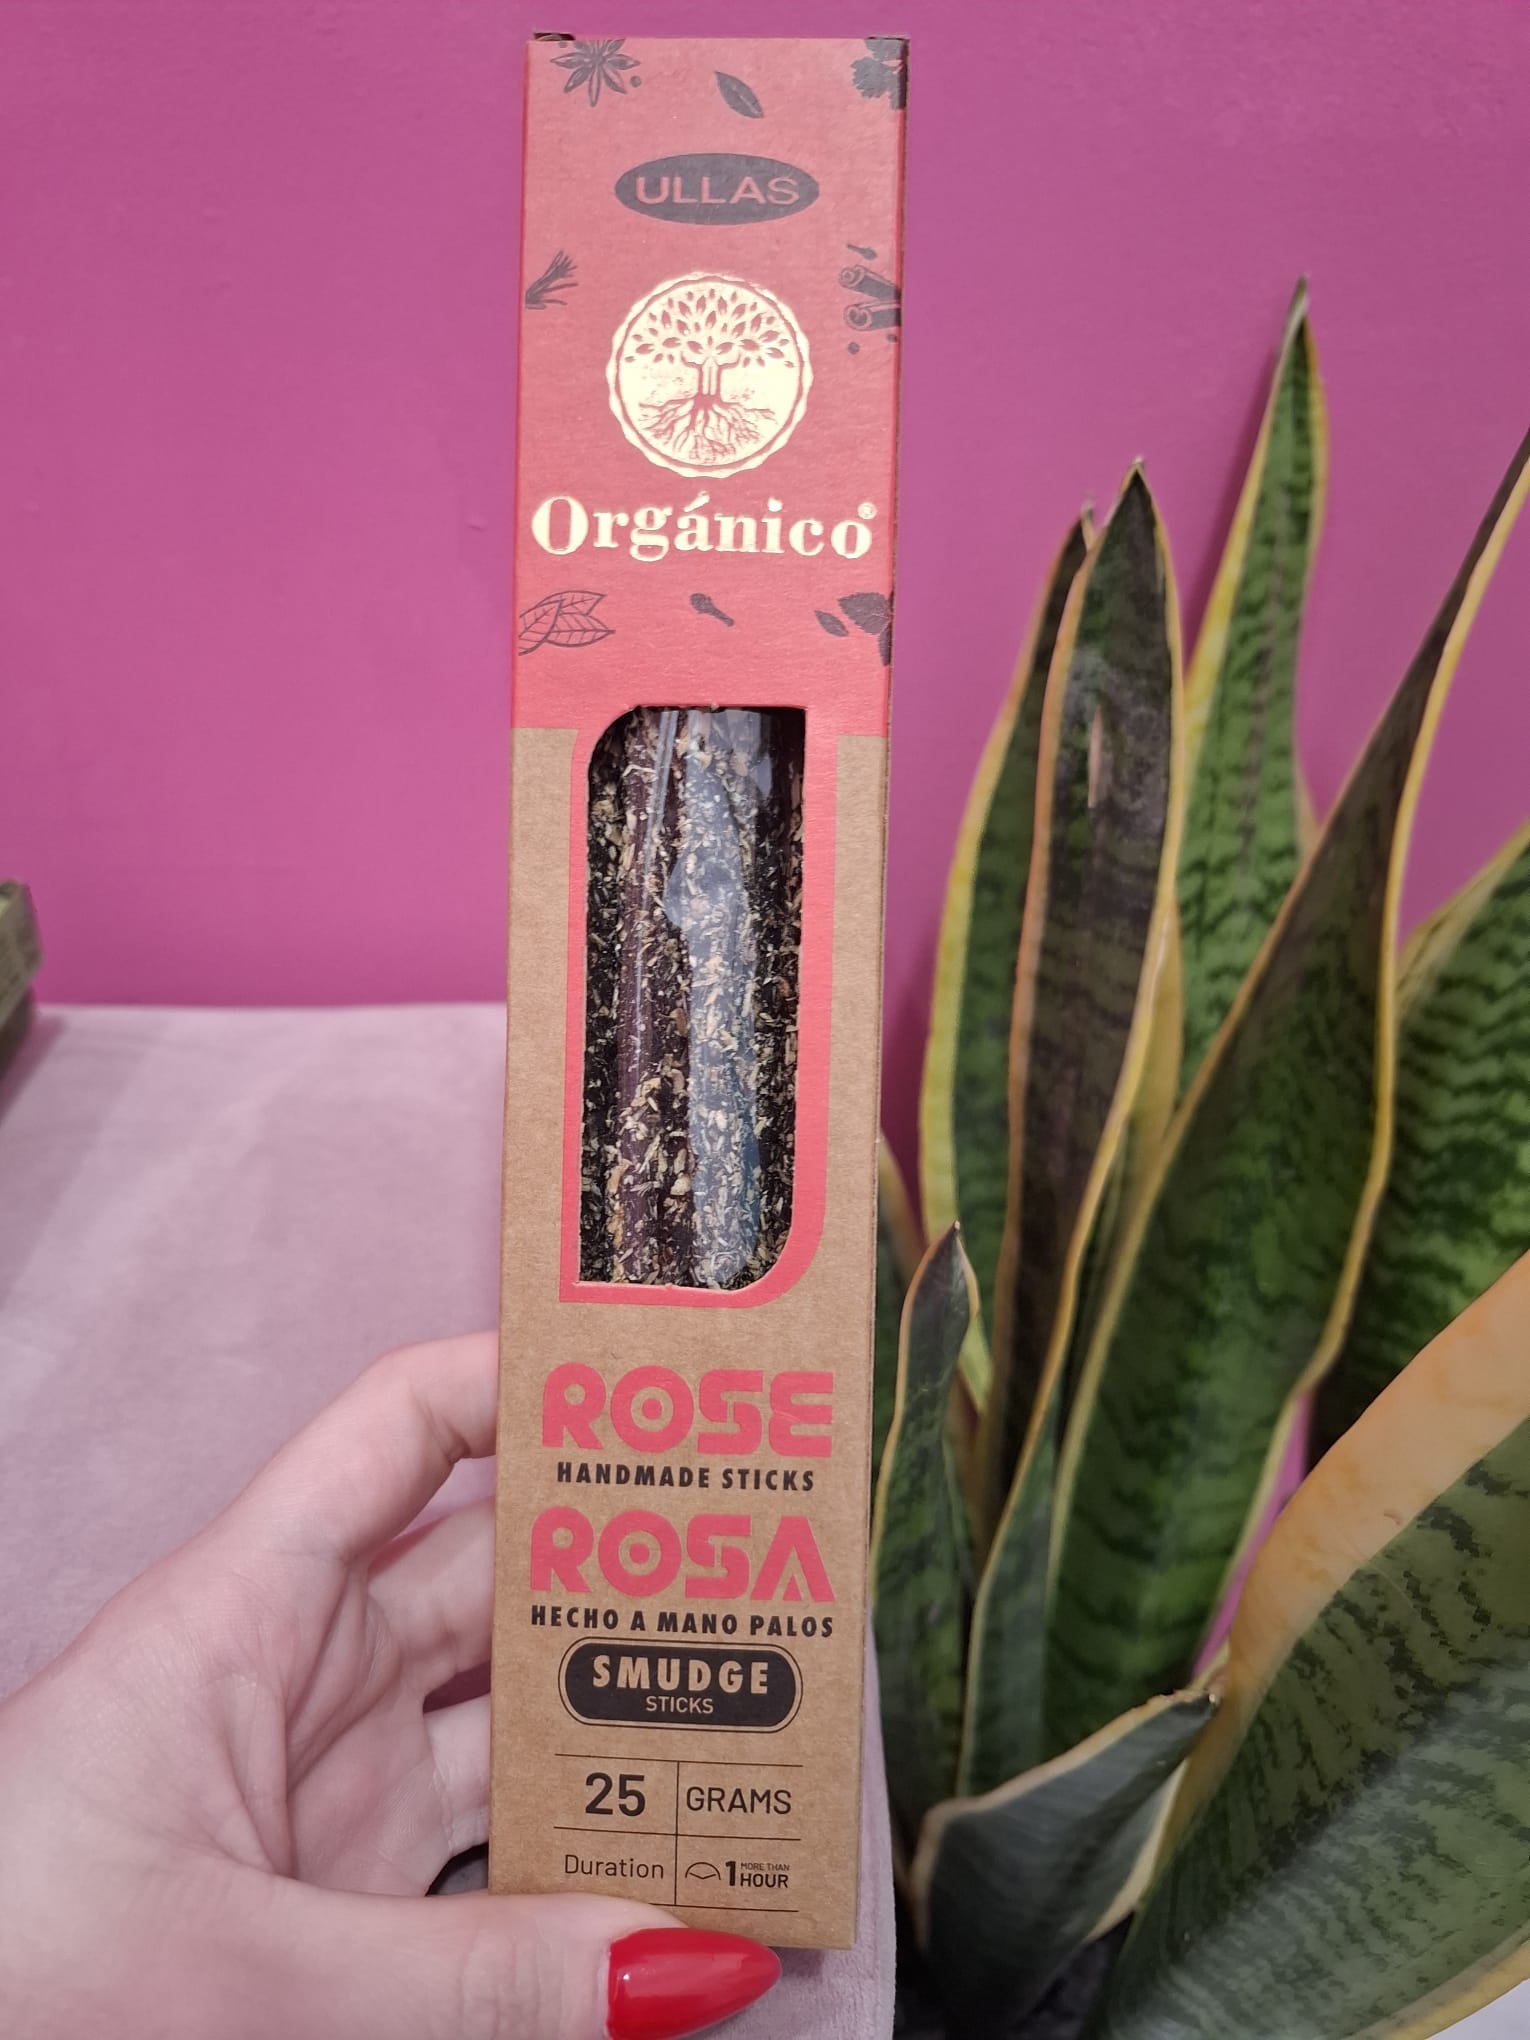 ULLAS
Orgánico®
ROSE
HANDMADE STICKS
ROSA
HECHO A MANO PALOS
SMUDGE
STICKS
25 GRAMS
Duration 1 MORE THAN HOUR